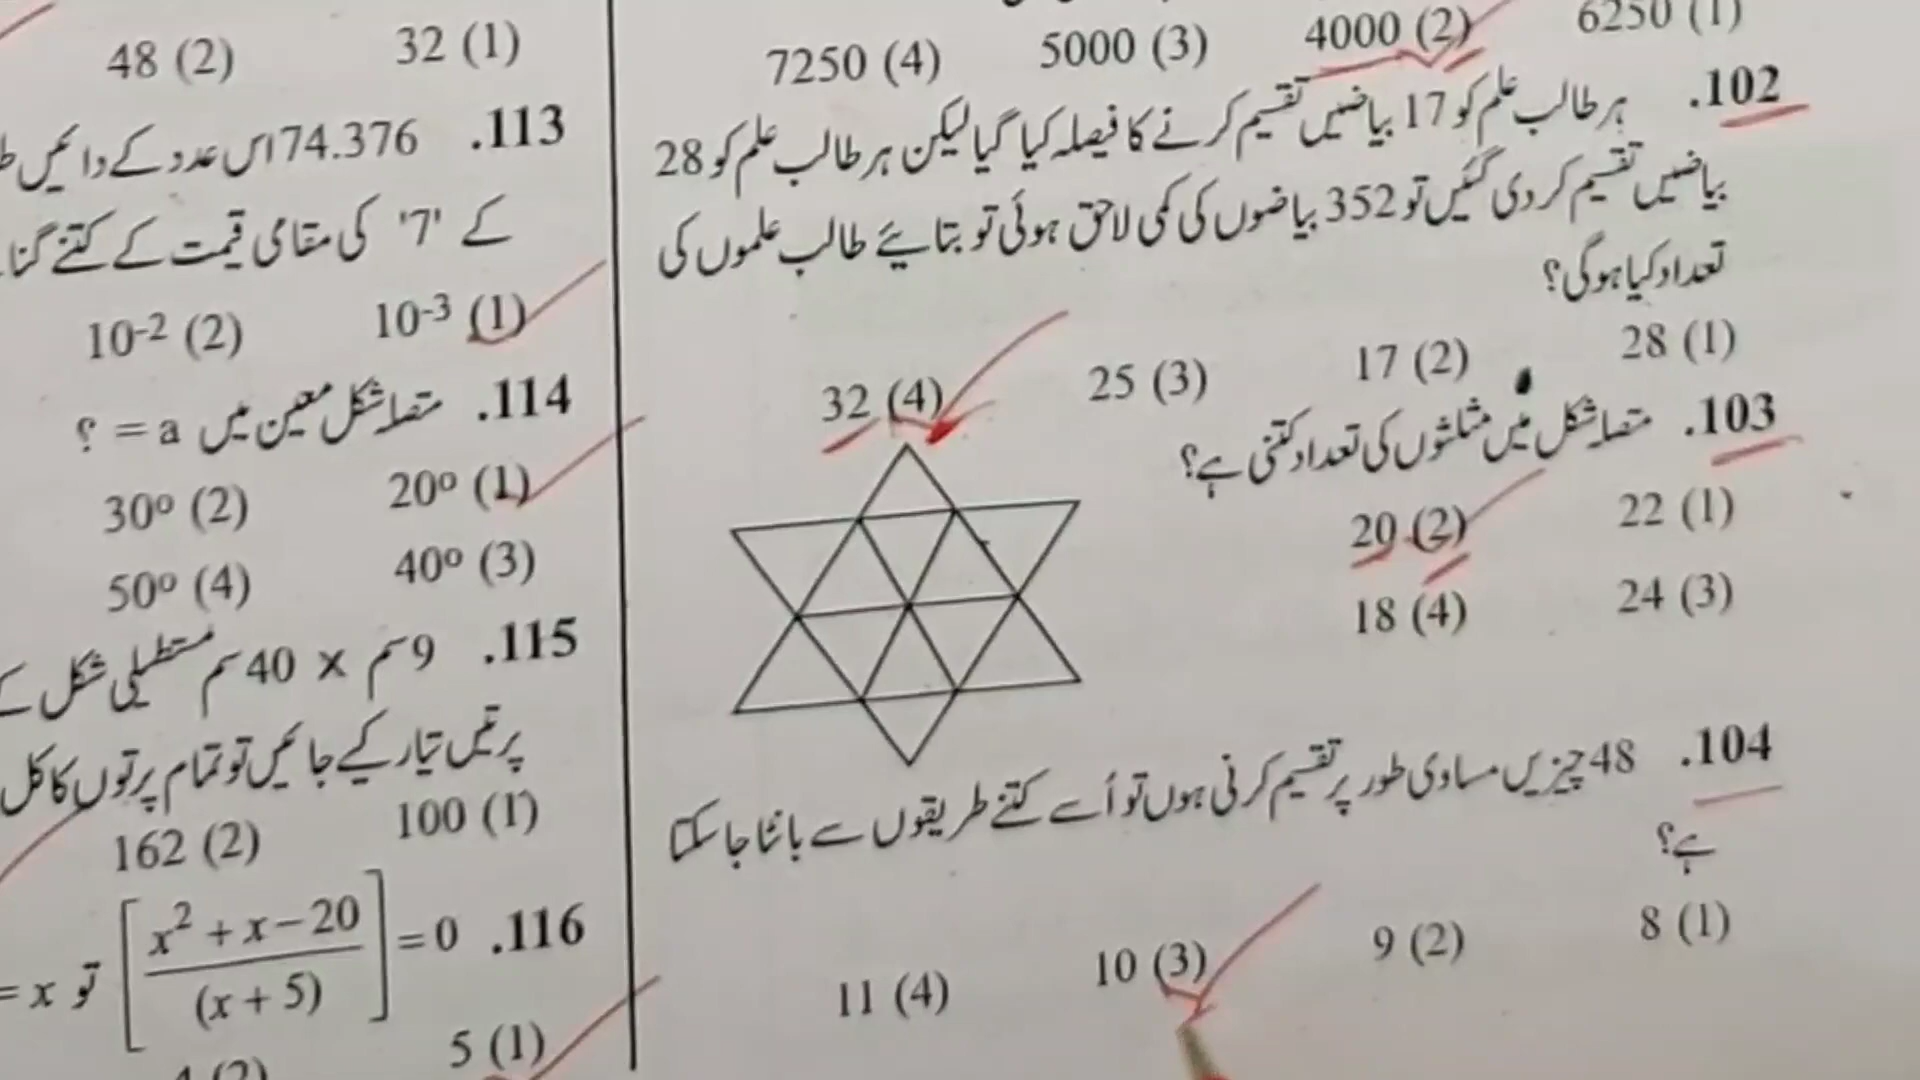 6250 (1) 4000 (2) 5000 (3) 7250 (4)
102. ہر طالب علم کو 17 بیاضیں تقسیم کرنے کا فیصلہ کیا گیا لیکن ہر طالب علم کو 28
بیاضیں تقسیم کر دی گئیں تو 352 بیاضوں کی کمی لاحق ہوئی تو بتایئے طالب علموں کی
تعداد کیا ہوگی؟
28 (1) 17 (2) 25 (3) 32 (4)
103. متصلہ شکل میں مثلثوں کی تعداد کتنی ہے؟
22 (1) 20 (2)
24 (3) 18 (4)
104. 48 چیزیں مساوی طور پر تقسیم کرنی ہوں تو اُسے کتنے طریقوں سے بانٹا جا سکتا
ہے؟
8 (1) 9 (2) 10 (3) 11 (4)
32 (1) 48 (2)
113. 74.376 اس عدد کے دائیں
کے '7' کی مقامی قیمت کے کتنے گنا
10-3 (1) 10-2 (2)
114. متصلہ شکل معین میں a = ؟
20° (1) 30° (2)
40° (3) 50° (4)
115. 9 سم × 40 سم مستطیلی شکل کے
پرتیں تیار کیے جائیں تو تمام پرتوں کا کل
100 (1) 162 (2)
116. [x² + x – 20 / (x + 5)] = 0 تو x =
5 (1) 4 (2)